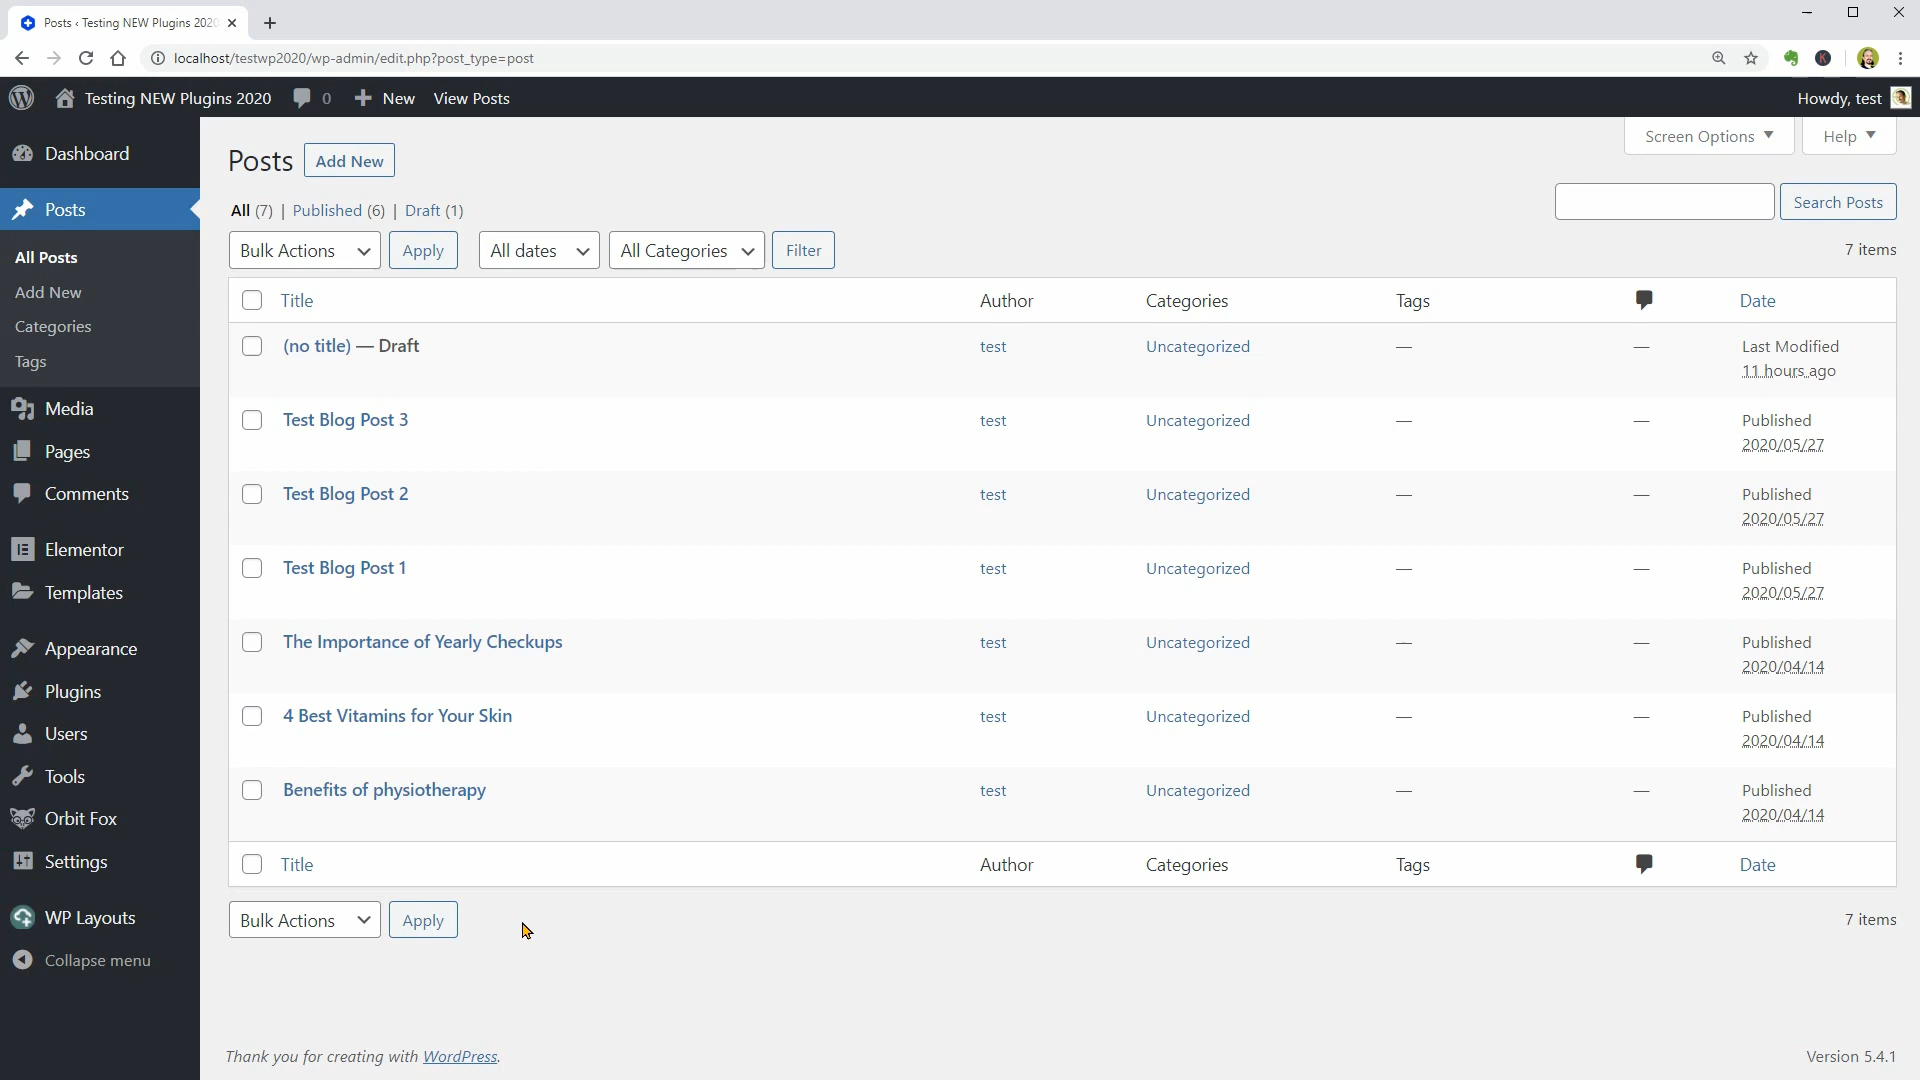 Posts ‹ Testing NEW Plugins 2020
localhost/testwp2020/wp-admin/edit.php?post_type=post
Testing NEW Plugins 2020 0 New View Posts Howdy, test
Screen Options Help
Dashboard
Posts
All Posts
Add New
Categories
Tags
Media
Pages
Comments
Elementor
Templates
Appearance
Plugins
Users
Tools
Orbit Fox
Settings
WP Layouts
Collapse menu
Posts Add New
All (7) | Published (6) | Draft (1)
Search Posts
Bulk Actions Apply All dates All Categories Filter 7 items
Title Author Categories Tags Date
(no title) — Draft test Uncategorized — — Last Modified
11 hours ago
Test Blog Post 3 test Uncategorized — — Published
2020/05/27
Test Blog Post 2 test Uncategorized — — Published
2020/05/27
Test Blog Post 1 test Uncategorized — — Published
2020/05/27
The Importance of Yearly Checkups test Uncategorized — — Published
2020/04/14
4 Best Vitamins for Your Skin test Uncategorized — — Published
2020/04/14
Benefits of physiotherapy test Uncategorized — — Published
2020/04/14
Title Author Categories Tags Date
Bulk Actions Apply 7 items
Thank you for creating with WordPress. Version 5.4.1